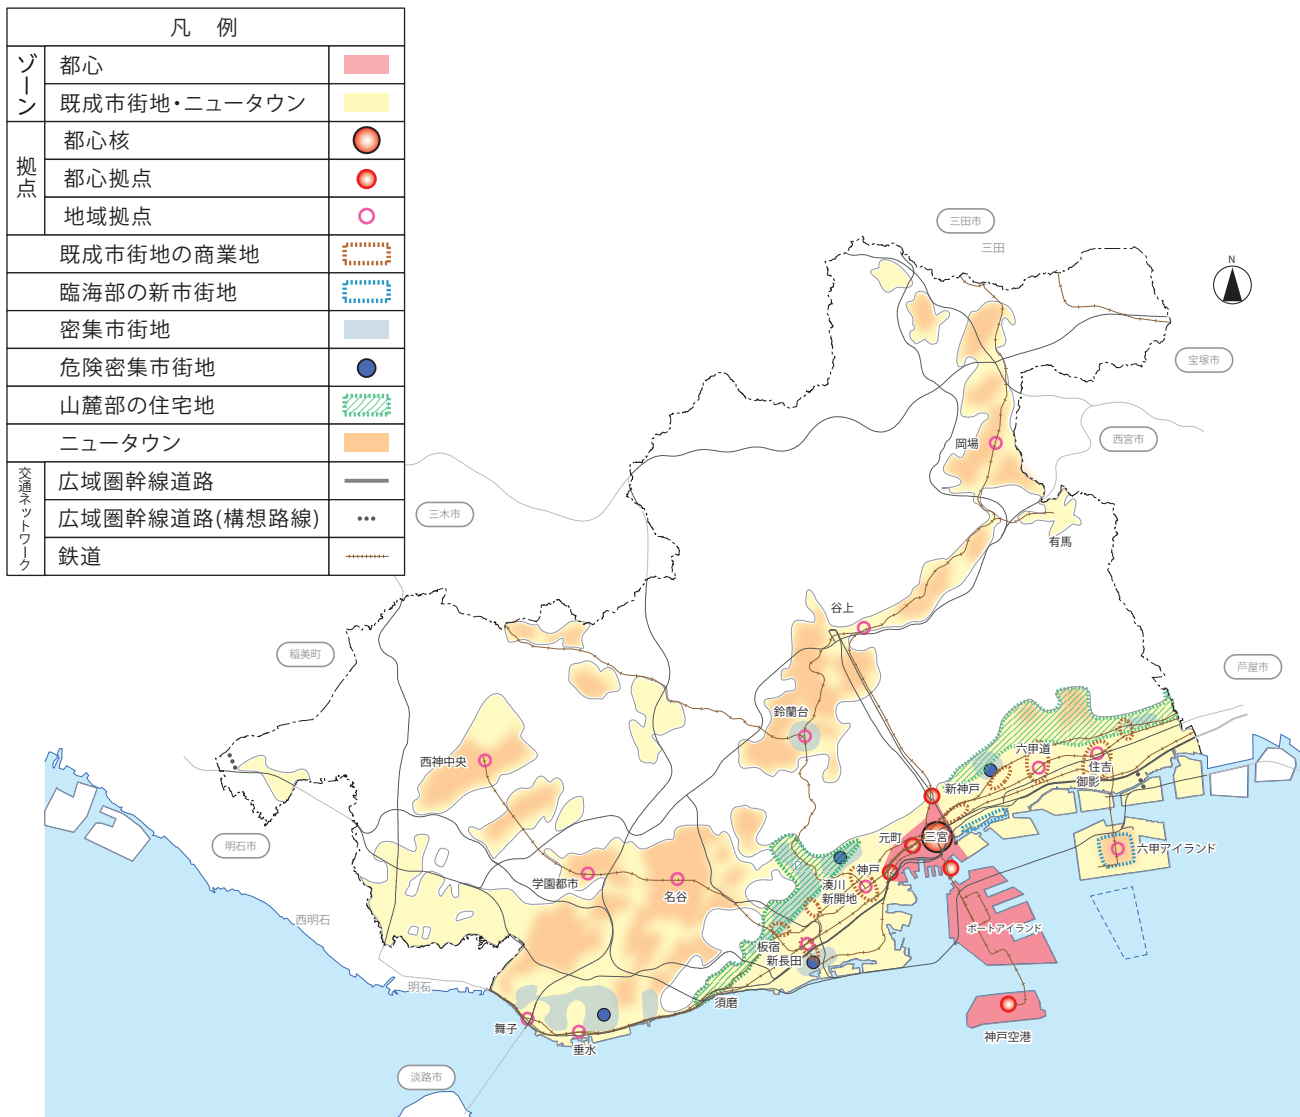 凡 例
ゾーン
都心
既成市街地・ニュータウン
拠点
都心核
都心拠点
地域拠点
既成市街地の商業地
臨海部の新市街地
密集市街地
危険密集市街地
山麓部の住宅地
ニュータウン
交通ネットワーク
広域圏幹線道路
広域圏幹線道路(構想路線)
鉄道
三田市
三田
N
宝塚市
西宮市
岡場
三木市
有馬
谷上
稲美町
芦屋市
鈴蘭台
西神中央
六甲道
住吉
御影
新神戸
明石市
元町
三宮
六甲アイランド
学園都市
名谷
湊川
新開地
神戸
西明石
ポートアイランド
板宿
新長田
明石
須磨
舞子
垂水
神戸空港
淡路市